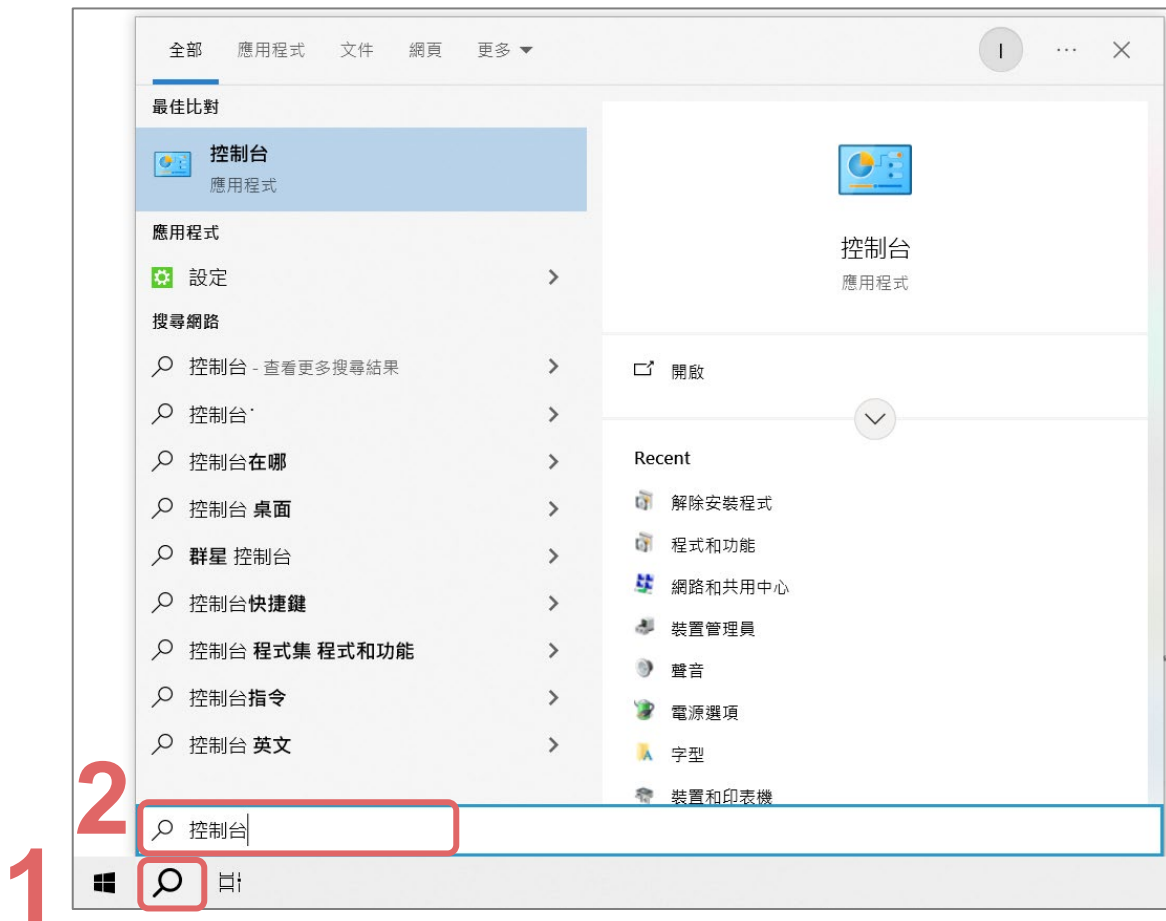 全部 應用程式 文件 網頁 更多
I ...
最佳比對
控制台
應用程式
應用程式
設定
搜尋網路
控制台 - 查看更多搜尋結果
控制台˙
控制台在哪
控制台 桌面
群星 控制台
控制台快捷鍵
控制台 程式集 程式和功能
控制台指令
控制台 英文
控制台
應用程式
開啟
Recent
解除安裝程式
程式和功能
網路和共用中心
裝置管理員
聲音
電源選項
字型
裝置和印表機
2
控制台
1